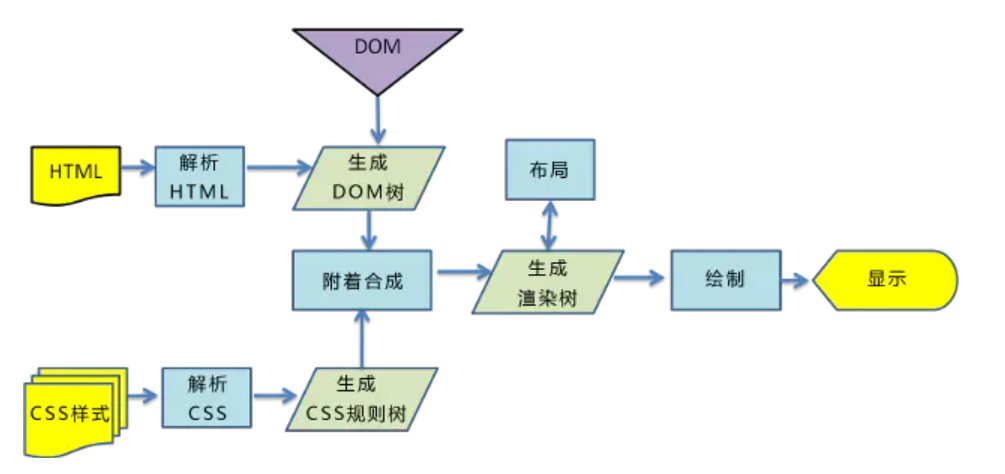 DOM
HTML
解析
HTML
生成
DOM树
布局
附着合成
生成
渲染树
绘制
显示
CSS样式
解析
CSS
生成
CSS规则树